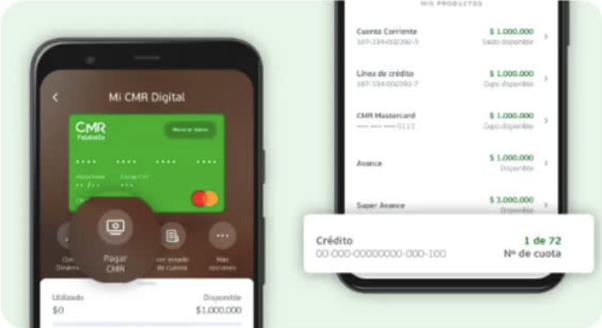 Mi CMR Digital
CMR
Falabella
Mostrar datos
Pagar
CMR
ver estado
de cuenta
Más
opciones
Utilizado
Disponible
$0
$1.000.000
MIS PRODUCTOS
Cuenta Corriente
$ 1.000.000
Saldo disponible
Línea de crédito
$ 1.000.000
Cupo disponible
CMR Mastercard
$ 1.000.000
0113
Cupo disponible
Avance
$ 1.000.000
Disponible
Super Avance
$ 3.000.000
Disponible
Crédito
1 de 72
00-000-00000000-000-100
Nº de cuota